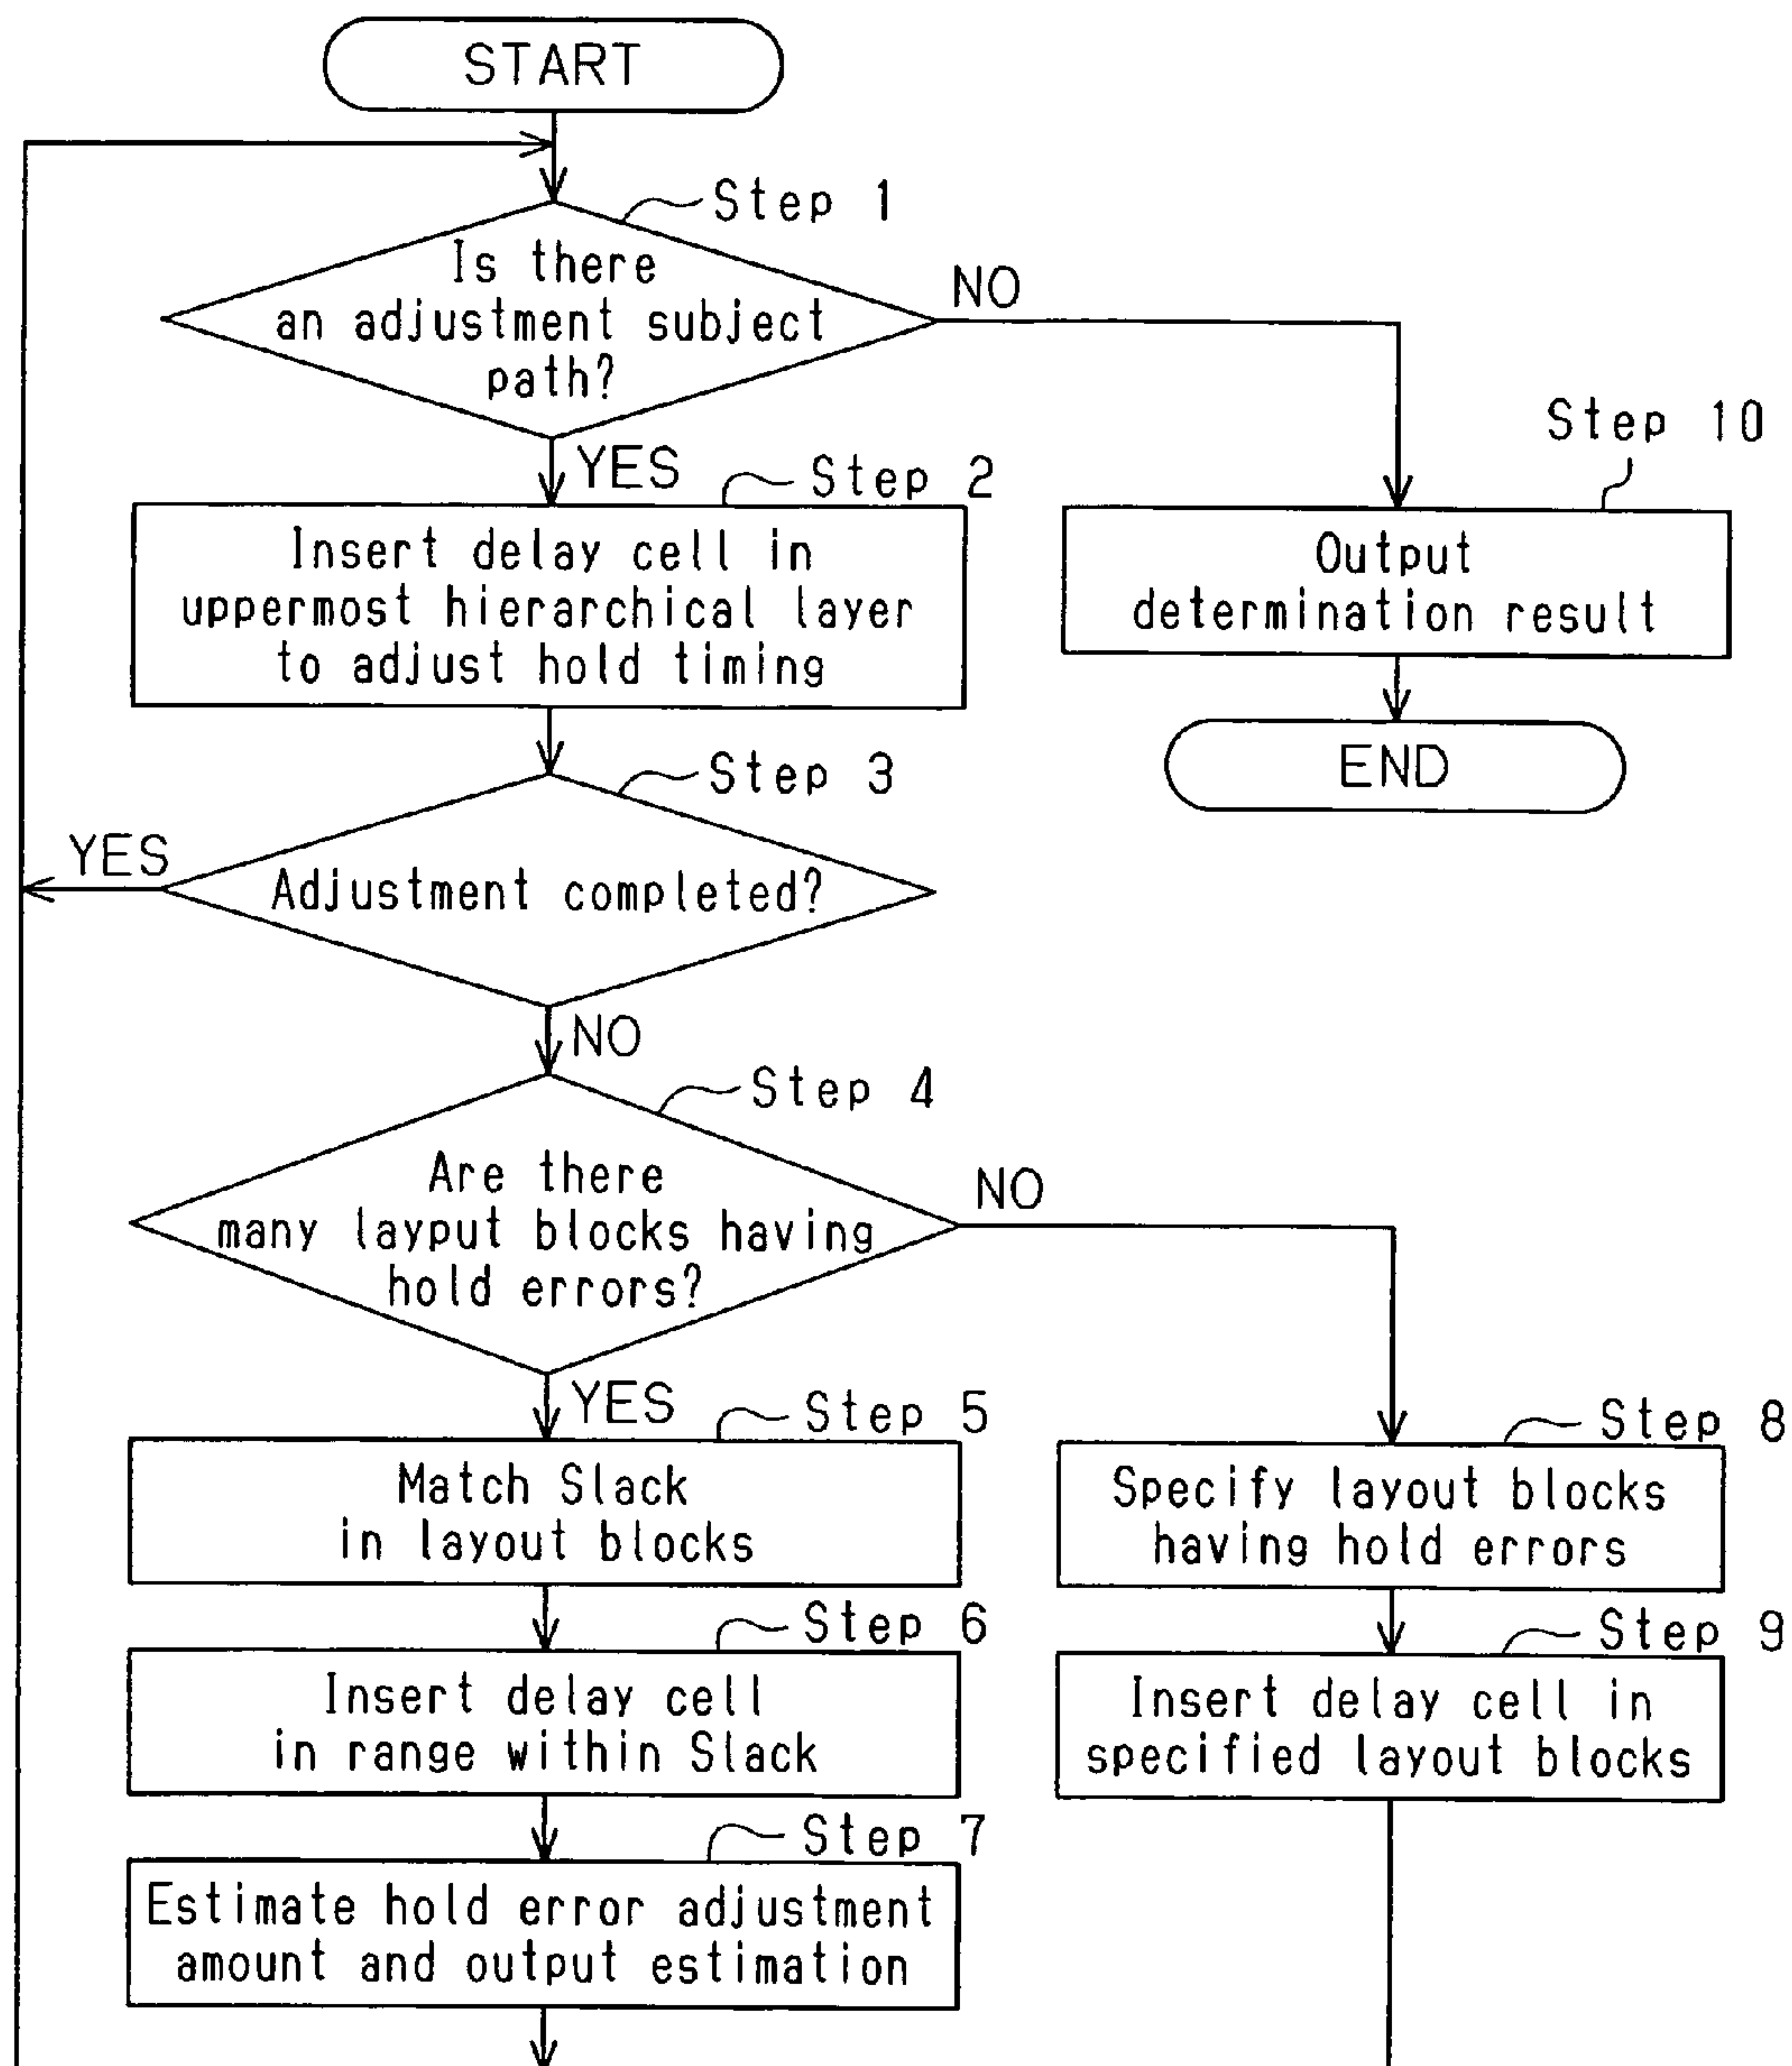 START
Step 1
Is there
an adjustment subject
path?
NO
YES
Step 2
Insert delay cell in
uppermost hierarchical layer
to adjust hold timing
Step 10
Output
determination result
END
Step 3
Adjustment completed?
YES
NO
Step 4
Are there
many layput blocks having
hold errors?
NO
YES
Step 5
Match Slack
in layout blocks
Step 6
Insert delay cell
in range within Slack
Step 7
Estimate hold error adjustment
amount and output estimation
Step 8
Specify layout blocks
having hold errors
Step 9
Insert delay cell in
specified layout blocks